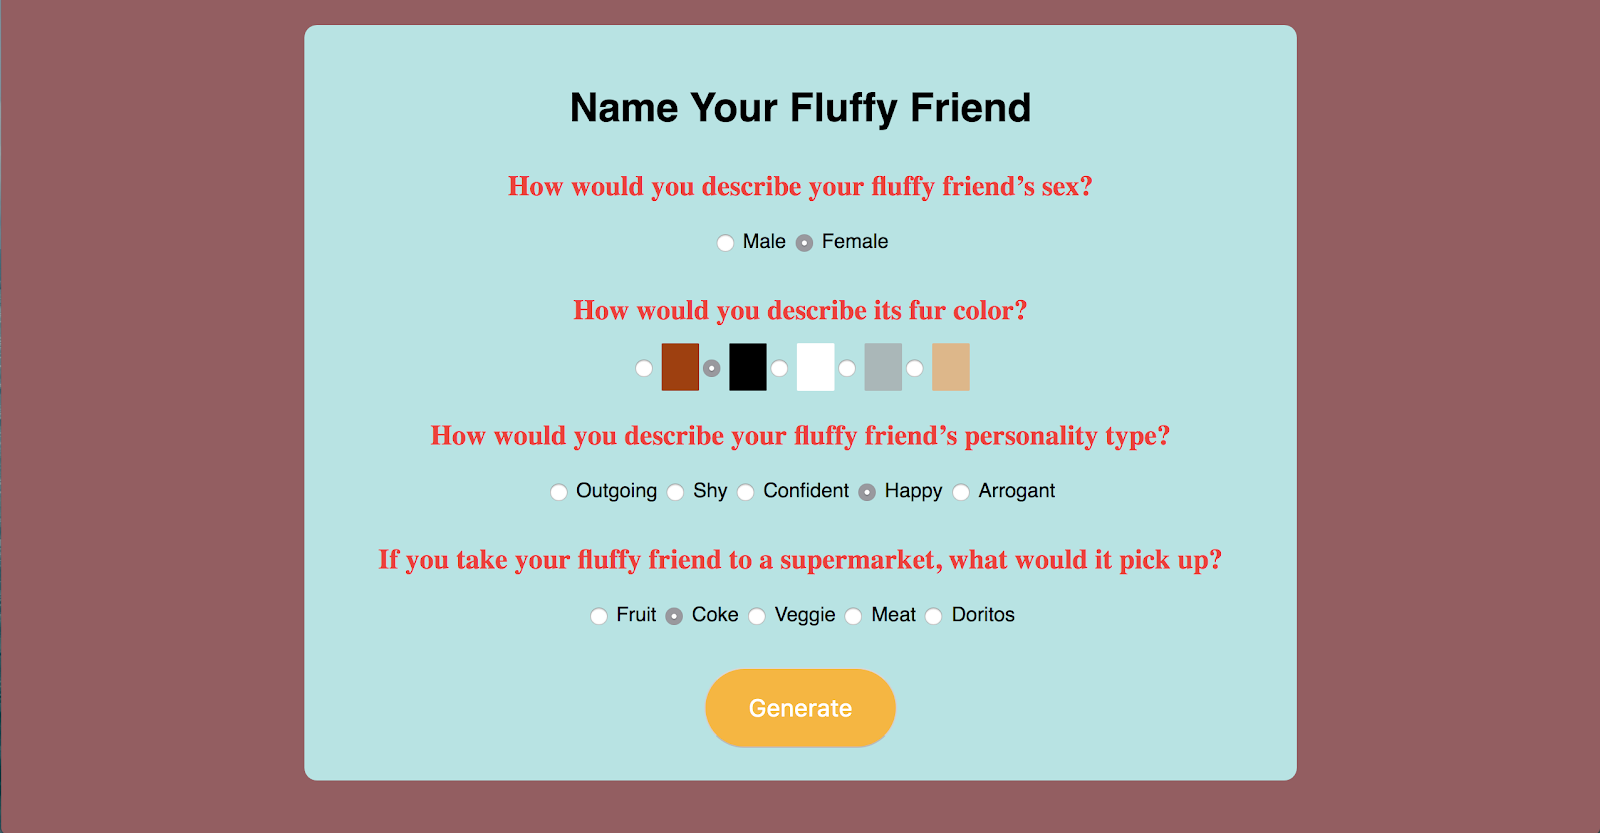 Name Your Fluffy Friend
How would you describe your fluffy friend’s sex?
Male Female
How would you describe its fur color?
How would you describe your fluffy friend’s personality type?
Outgoing Shy Confident Happy Arrogant
If you take your fluffy friend to a supermarket, what would it pick up?
Fruit Coke Veggie Meat Doritos
Generate